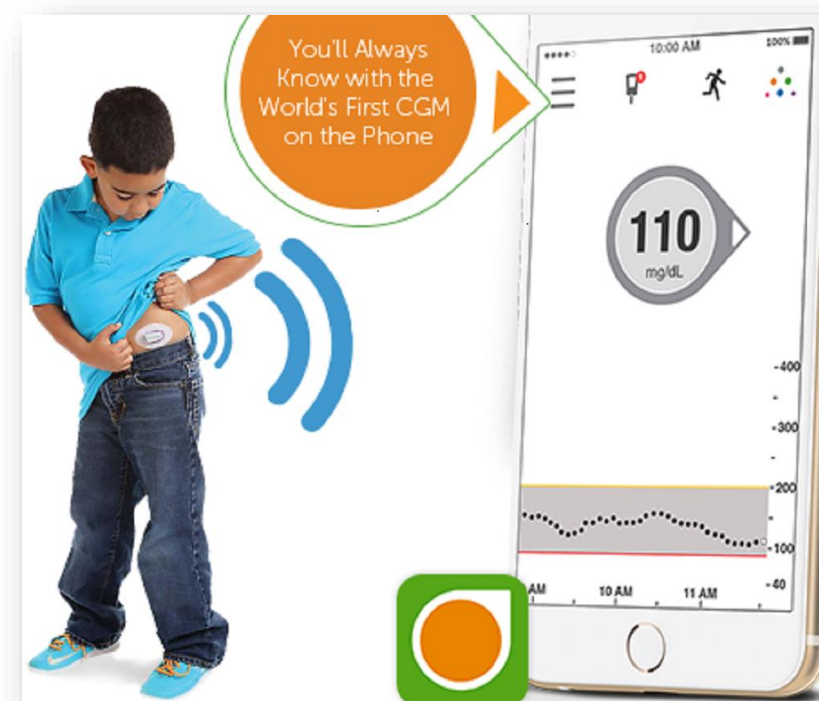 You'll Always
Know with the
World's First CGM
on the Phone
10:00 AM
100%
110
mg/dL
400
300
200
100
40
AM
10 AM
11 AM